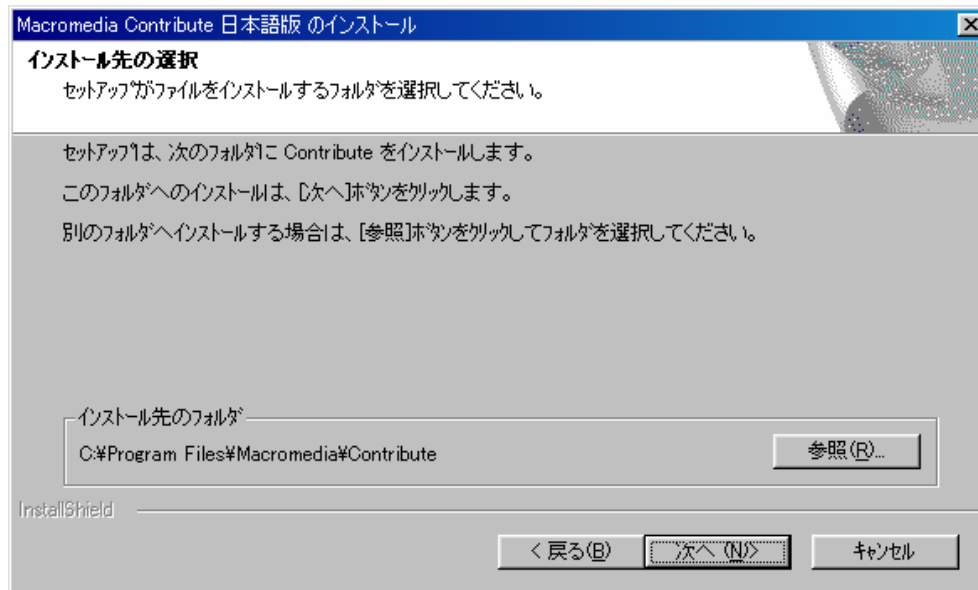 Macromedia Contribute 日本語版 のインストール
インストール先の選択
セットアップがファイルをインストールするフォルダを選択してください。
セットアップは、次のフォルダに Contribute をインストールします。
このフォルダへのインストールは、[次へ]ボタンをクリックします。
別のフォルダへインストールする場合は、[参照]ボタンをクリックしてフォルダを選択してください。
インストール先のフォルダ
C:¥Program Files¥Macromedia¥Contribute
参照(R)...
InstallShield
< 戻る(B)
次へ (N)>
キャンセル